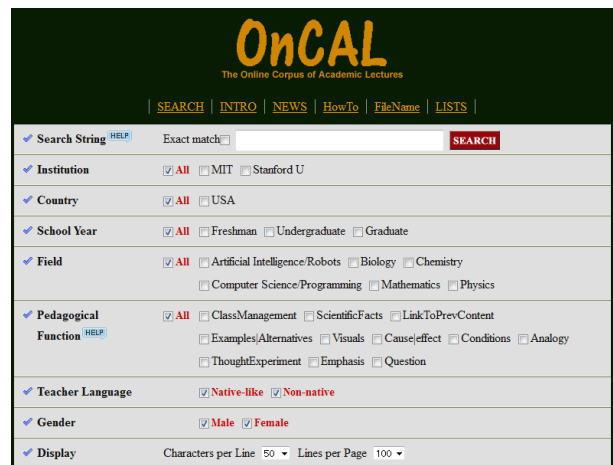 OnCAL
The Online Corpus of Academic Lectures
| SEARCH | INTRO | NEWS | HowTo | FileName | LISTS |
Search String HELP Exact match SEARCH
Institution All MIT Stanford U
Country All USA
School Year All Freshman Undergraduate Graduate
Field All Artificial Intelligence/Robots Biology Chemistry
Computer Science/Programming Mathematics Physics
Pedagogical All ClassManagement ScientificFacts LinkToPrevContent
Function HELP Examples|Alternatives Visuals Cause|effect Conditions Analogy
ThoughtExperiment Emphasis Question
Teacher Language Native-like Non-native
Gender Male Female
Display Characters per Line 50 Lines per Page 100